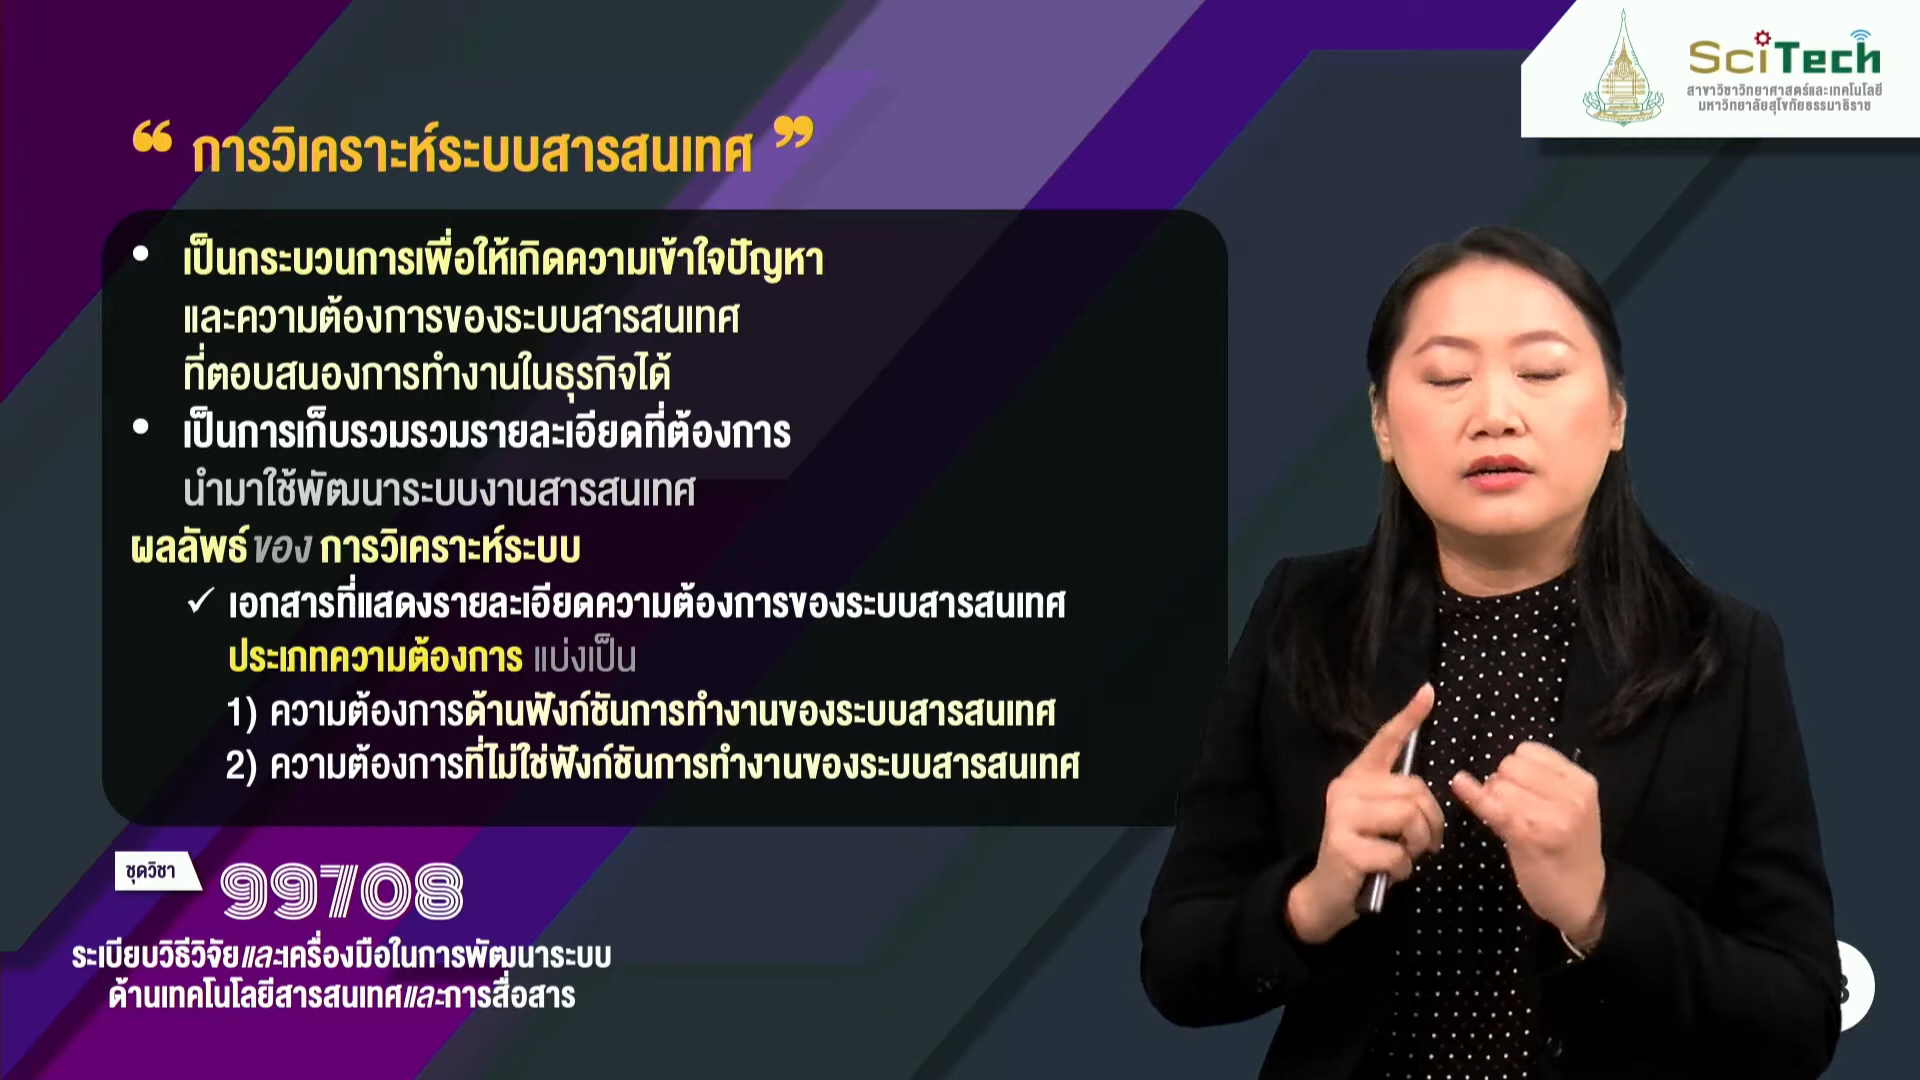 SciTech
สาขาวิชาวิทยาศาสตร์และเทคโนโลยี
มหาวิทยาลัยสุโขทัยธรรมาธิราช
“ การวิเคราะห์ระบบสารสนเทศ ”
• เป็นกระบวนการเพื่อให้เกิดความเข้าใจปัญหา
และความต้องการของระบบสารสนเทศ
ที่ตอบสนองการทำงานในธุรกิจได้
• เป็นการเก็บรวมรวมรายละเอียดที่ต้องการ
นำมาใช้พัฒนาระบบงานสารสนเทศ
ผลลัพธ์ของ การวิเคราะห์ระบบ
✓ เอกสารที่แสดงรายละเอียดความต้องการของระบบสารสนเทศ
ประเภทความต้องการ แบ่งเป็น
1) ความต้องการด้านฟังก์ชันการทำงานของระบบสารสนเทศ
2) ความต้องการที่ไม่ใช่ฟังก์ชันการทำงานของระบบสารสนเทศ
ชุดวิชา 99708
ระเบียบวิธีวิจัยและเครื่องมือในการพัฒนาระบบ
ด้านเทคโนโลยีสารสนเทศและการสื่อสาร